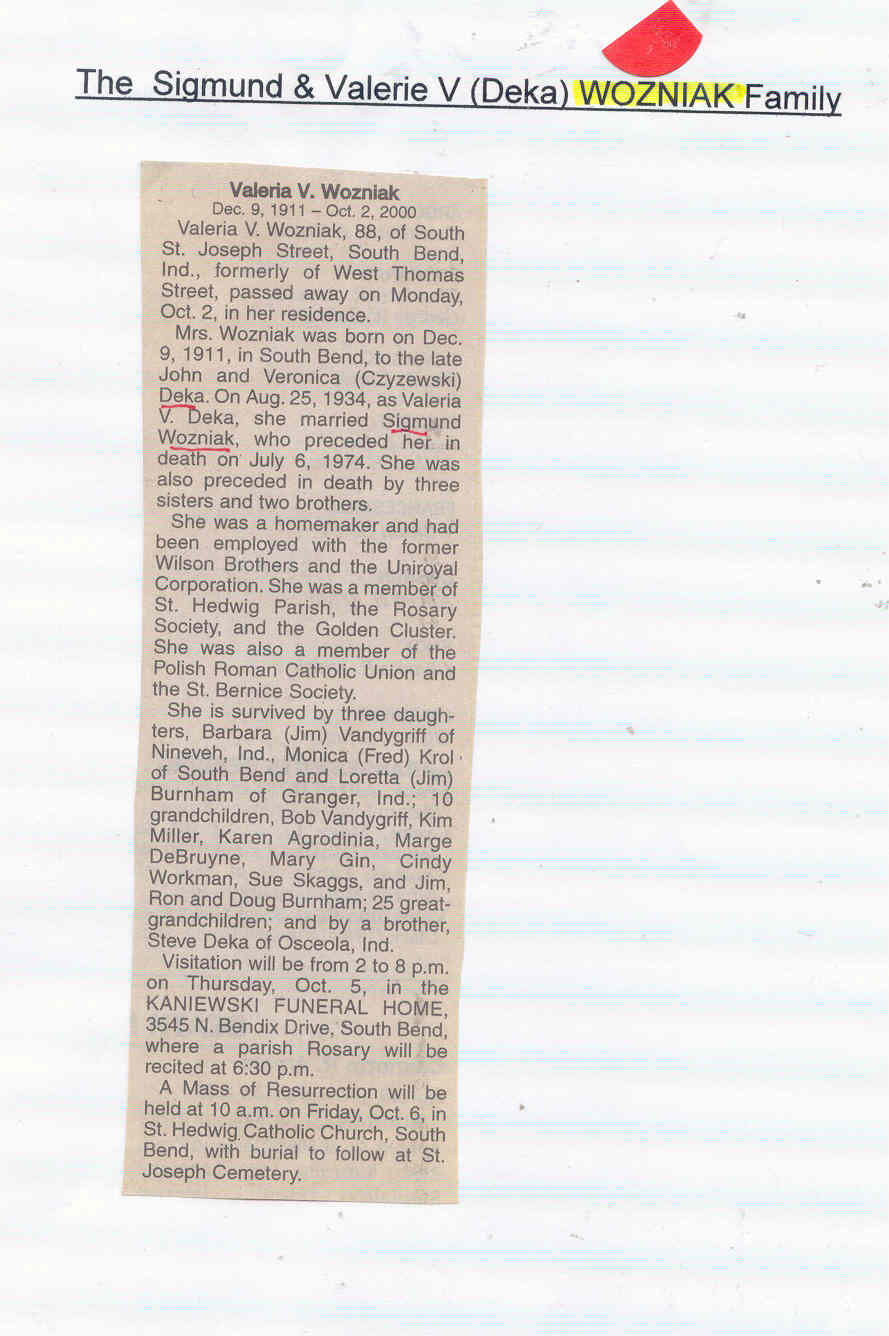 The Sigmund & Valerie V (Deka) WOZNIAK Family
Valeria V. Wozniak
Dec. 9, 1911 – Oct. 2, 2000
Valeria V. Wozniak, 88, of South
St. Joseph Street, South Bend,
Ind., formerly of West Thomas
Street, passed away on Monday,
Oct. 2, in her residence.
Mrs. Wozniak was born on Dec.
9, 1911, in South Bend, to the late
John and Veronica (Czyzewski)
Deka. On Aug. 25, 1934, as Valeria
V. Deka, she married Sigmund
Wozniak, who preceded her in
death on July 6, 1974. She was
also preceded in death by three
sisters and two brothers.
She was a homemaker and had
been employed with the former
Wilson Brothers and the Uniroyal
Corporation. She was a member of
St. Hedwig Parish, the Rosary
Society, and the Golden Cluster.
She was also a member of the
Polish Roman Catholic Union and
the St. Bernice Society.
She is survived by three daugh-
ters, Barbara (Jim) Vandygriff of
Nineveh, Ind., Monica (Fred) Krol
of South Bend and Loretta (Jim)
Burnham of Granger, Ind.; 10
grandchildren, Bob Vandygriff, Kim
Miller, Karen Agrodinia, Marge
DeBruyne, Mary Gin, Cindy
Workman, Sue Skaggs, and Jim,
Ron and Doug Burnham; 25 great-
grandchildren; and by a brother,
Steve Deka of Osceola, Ind.
Visitation will be from 2 to 8 p.m.
on Thursday, Oct. 5, in the
KANIEWSKI FUNERAL HOME,
3545 N. Bendix Drive, South Bend,
where a parish Rosary will be
recited at 6:30 p.m.
A Mass of Resurrection will be
held at 10 a.m. on Friday, Oct. 6, in
St. Hedwig Catholic Church, South
Bend, with burial to follow at St.
Joseph Cemetery.